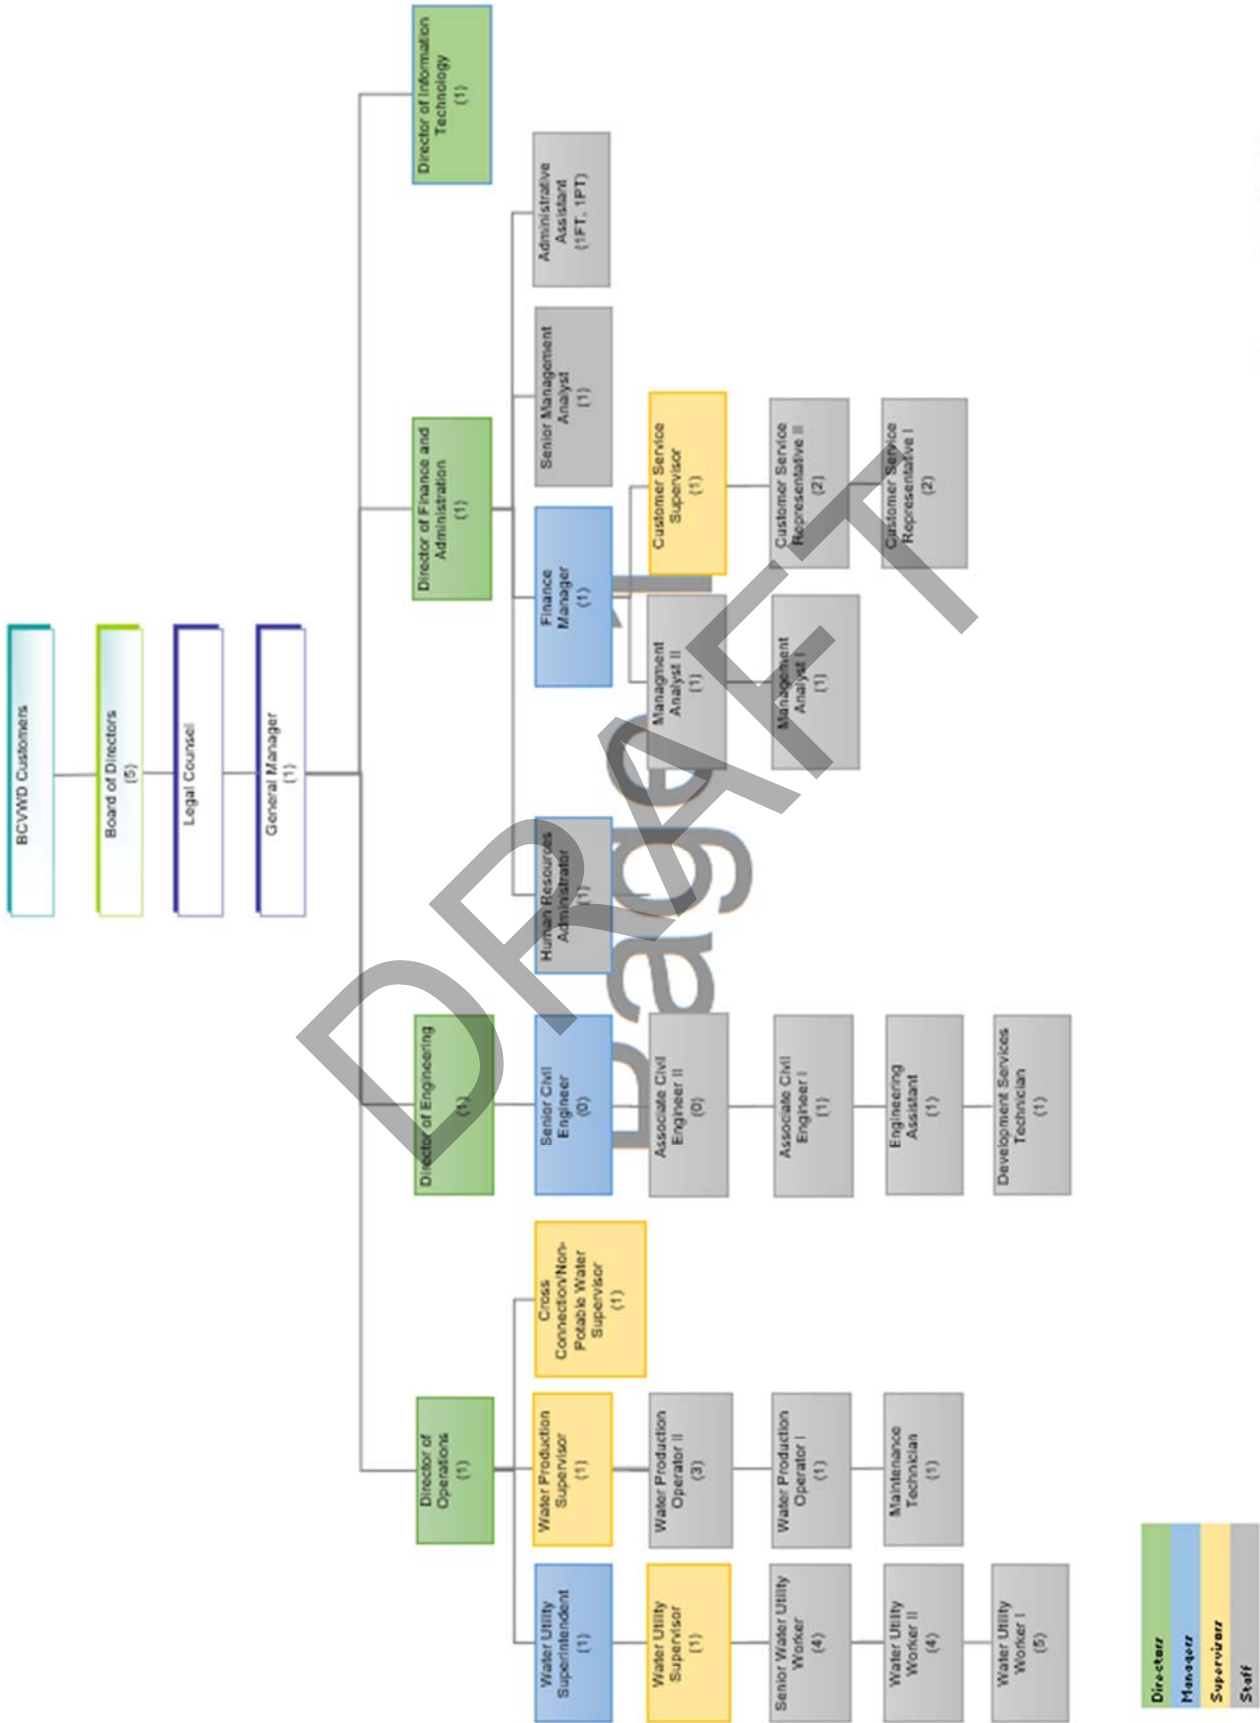 BCVWD Customers
Board of Directors
(5)
Legal Counsel
General Manager
(1)
Director of
Operations
(1)
Director of Engineering
(1)
Director of Finance and
Administration
(1)
Director of Information
Technology
(1)
Water Utility
Superintendent
(1)
Water Production
Supervisor
(1)
Cross
Connection/Non-
Potable Water
Supervisor
(1)
Senior Civil
Engineer
(0)
Human Resources
Administrator
(1)
Finance
Manager
(1)
Senior Management
Analyst
(1)
Administrative
Assistant
(1FT, 1PT)
Water Utility
Supervisor
(1)
Water Production
Operator II
(3)
Associate Civil
Engineer II
(0)
Managment
Analyst II
(1)
Customer Service
Supervisor
(1)
Senior Water Utility
Worker
(4)
Water Production
Operator I
(1)
Associate Civil
Engineer I
(1)
Management
Analyst I
(1)
Customer Service
Representative II
(2)
Water Utility
Worker II
(4)
Maintenance
Technician
(1)
Engineering
Assistant
(1)
Customer Service
Representative I
(2)
Water Utility
Worker I
(5)
Development Services
Technician
(1)
Directors
Managers
Supervisors
Staff
Page
DRAFT